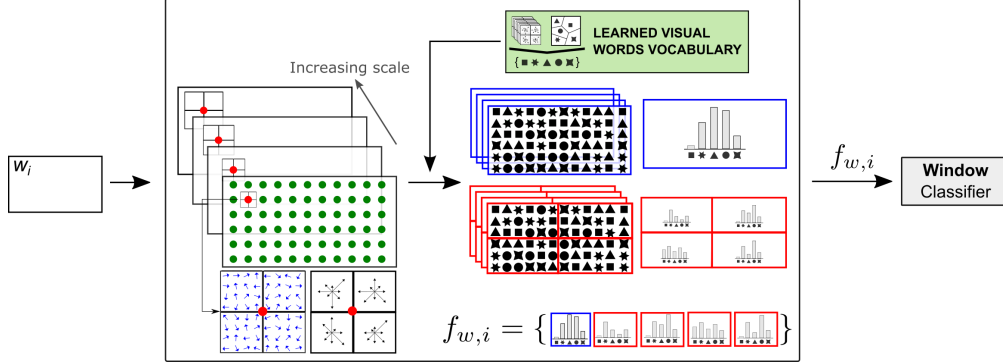 w_i
Increasing scale
LEARNED VISUAL
WORDS VOCABULARY
f_{w,i}
Window
Classifier
f_{w,i} = { }